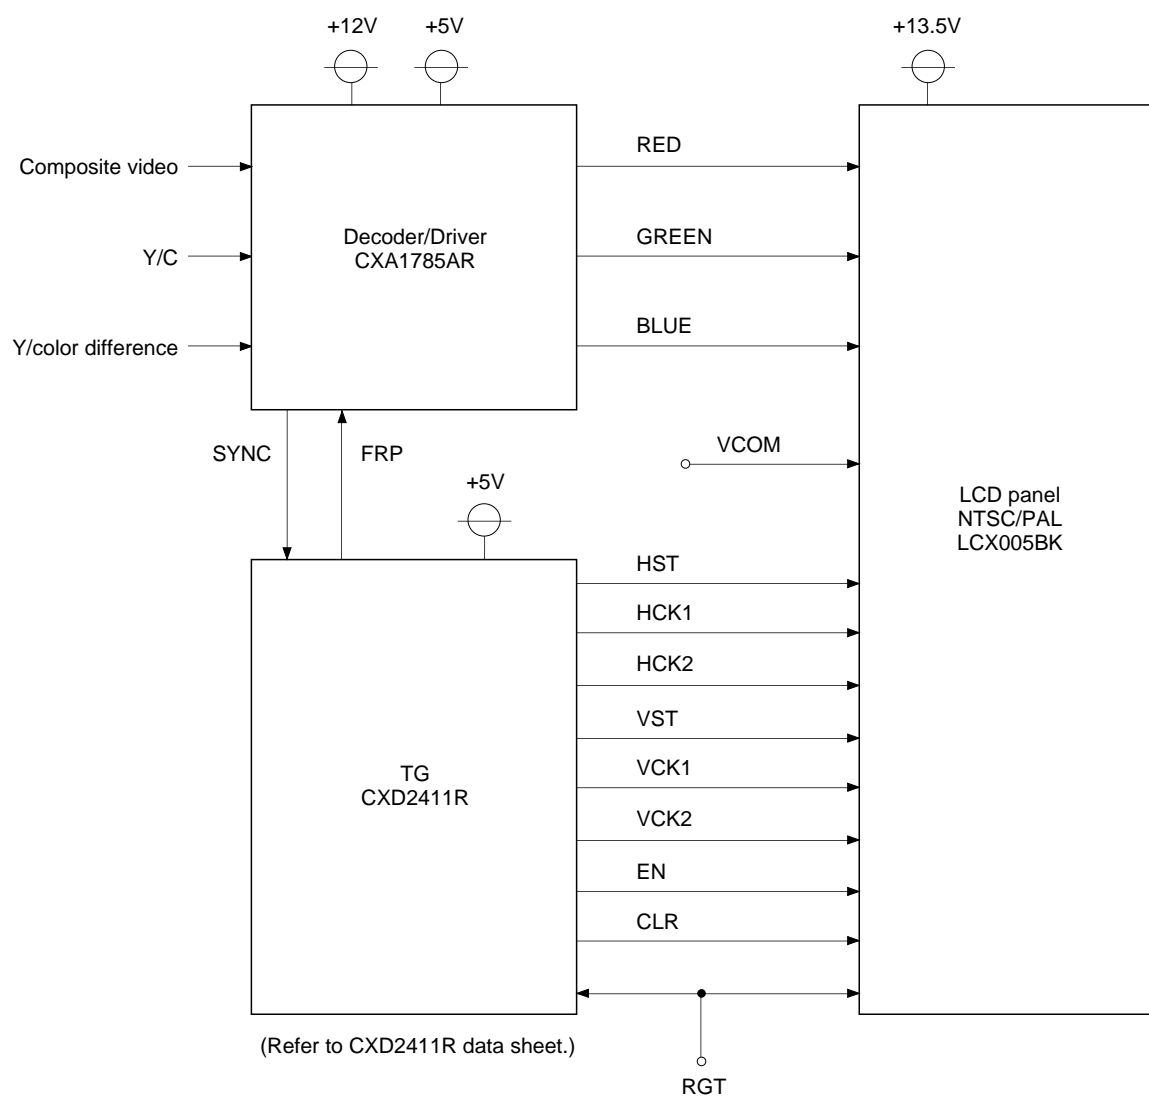 +12V
+5V
+13.5V
Composite video
Y/C
Y/color difference
Decoder/Driver
CXA1785AR
RED
GREEN
BLUE
SYNC
FRP
+5V
VCOM
LCD panel
NTSC/PAL
LCX005BK
TG
CXD2411R
HST
HCK1
HCK2
VST
VCK1
VCK2
EN
CLR
RGT
(Refer to CXD2411R data sheet.)